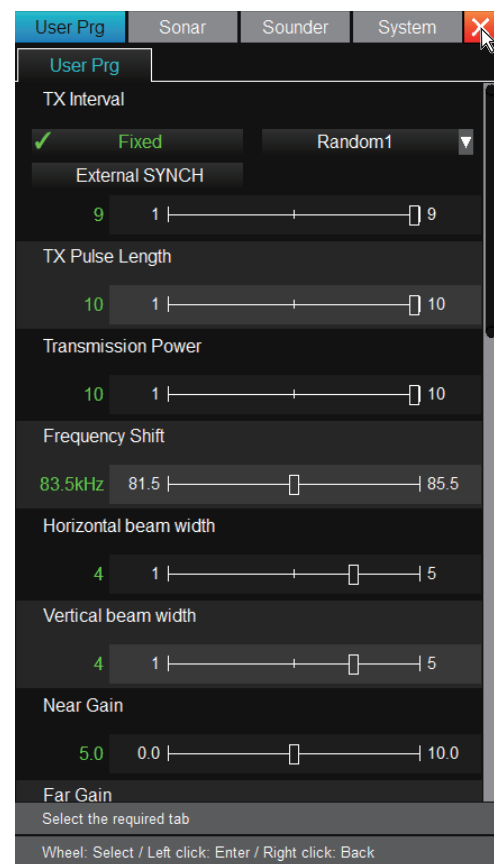 User Prg Sonar Sounder System
User Prg
TX Interval
✓ Fixed Random1
External SYNCH
9 1 9
TX Pulse Length
10 1 10
Transmission Power
10 1 10
Frequency Shift
83.5kHz 81.5 85.5
Horizontal beam width
4 1 5
Vertical beam width
4 1 5
Near Gain
5.0 0.0 10.0
Far Gain
Select the required tab
Wheel: Select / Left click: Enter / Right click: Back